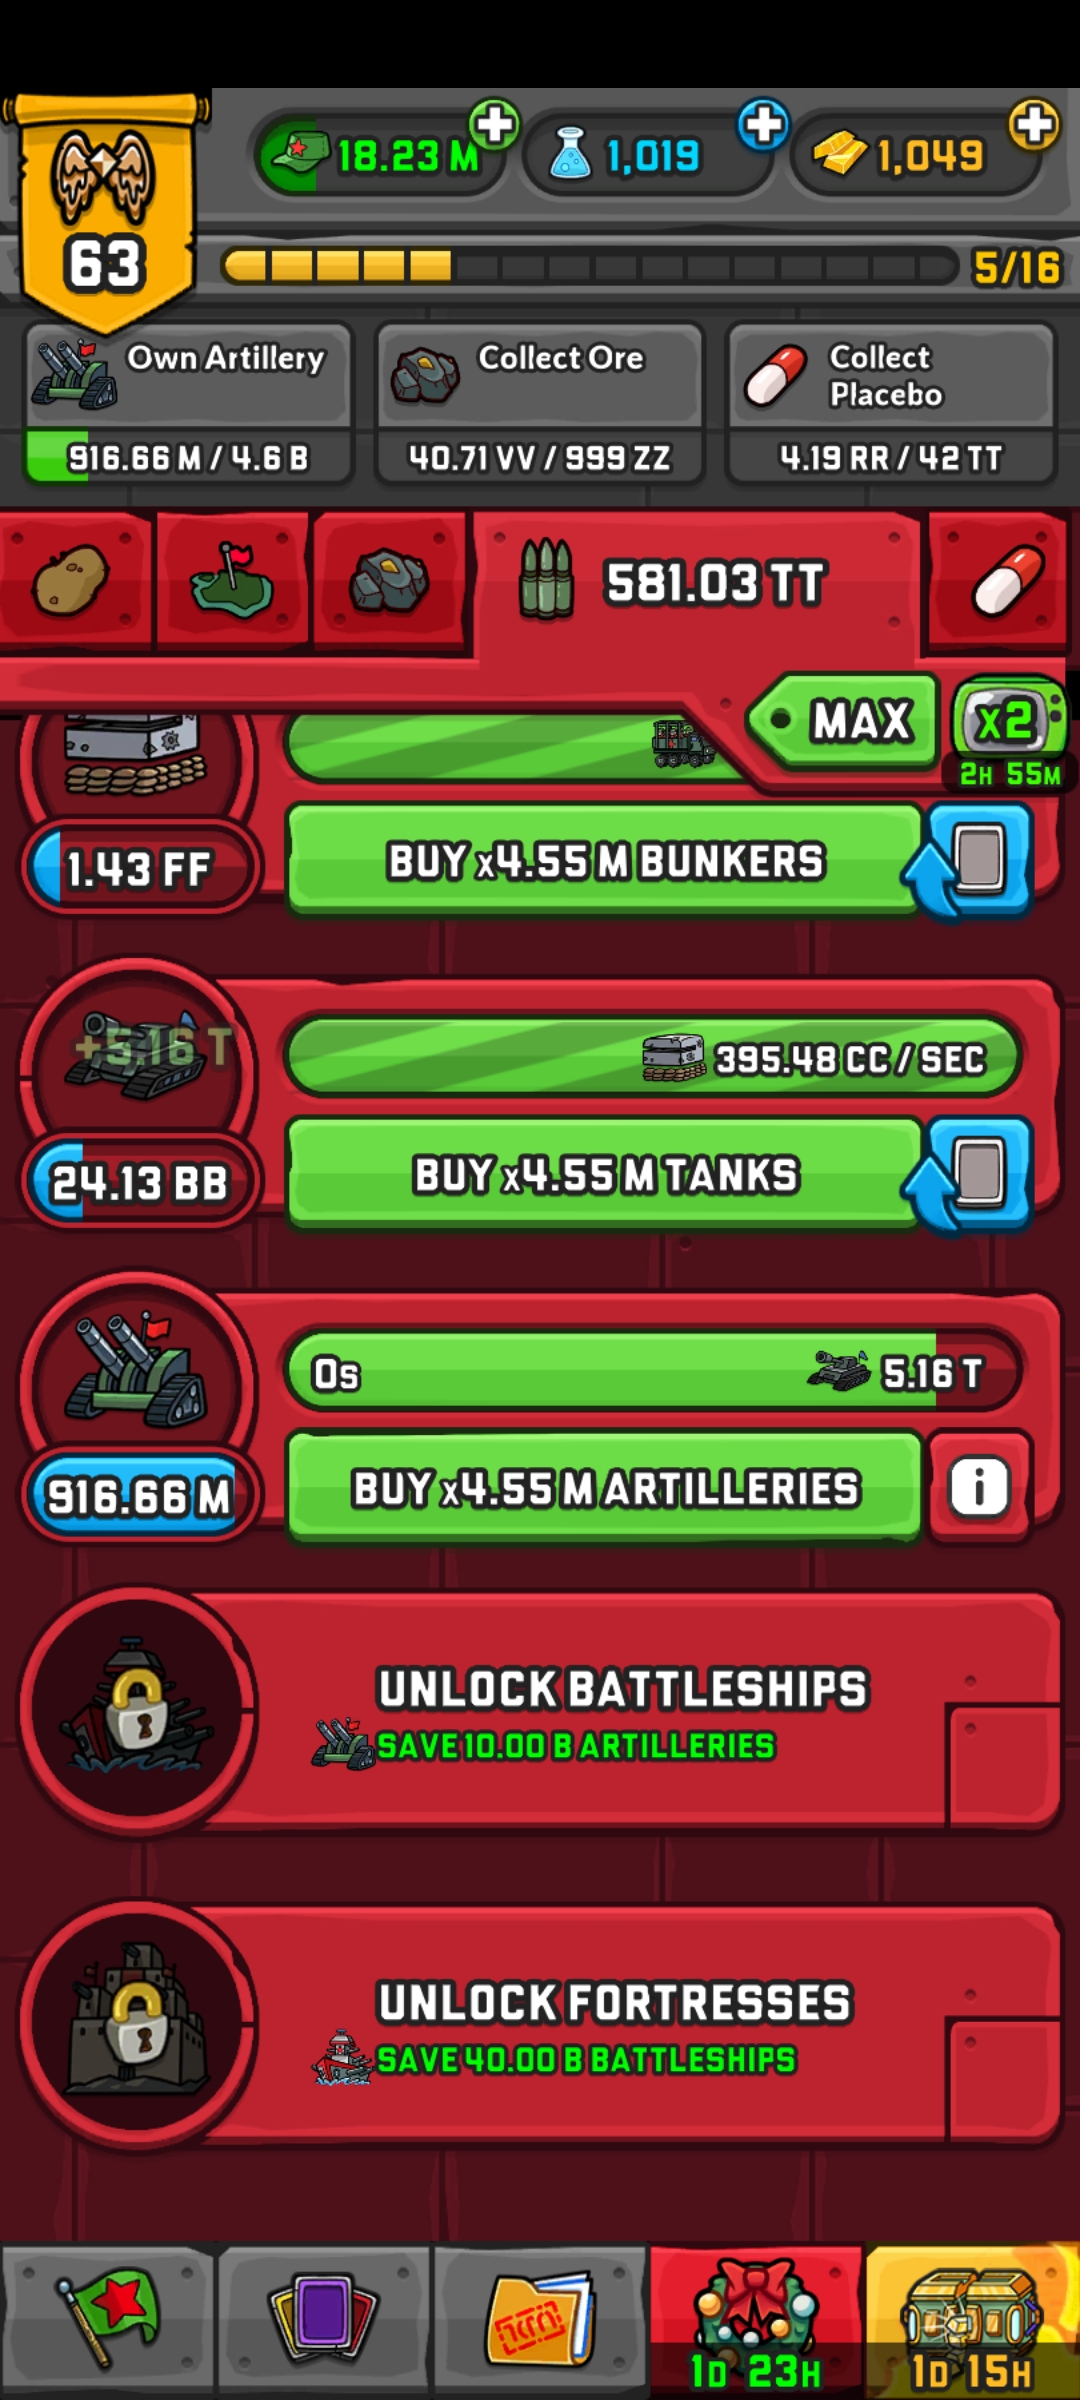 18.23 M
1,019
1,049
63
5/16
Own Artillery
916.66 M / 4.6 B
Collect Ore
40.71 VV / 999 ZZ
Collect
Placebo
4.19 RR / 42 TT
581.03 TT
MAX
x2
2H 55M
1.43 FF
BUY x4.55 M BUNKERS
+5.16 T
395.48 CC / SEC
24.13 BB
BUY x4.55 M TANKS
0s
5.16 T
916.66 M
BUY x4.55 M ARTILLERIES
i
UNLOCK BATTLESHIPS
SAVE 10.00 B ARTILLERIES
UNLOCK FORTRESSES
SAVE 40.00 B BATTLESHIPS
1D 23H
1D 15H